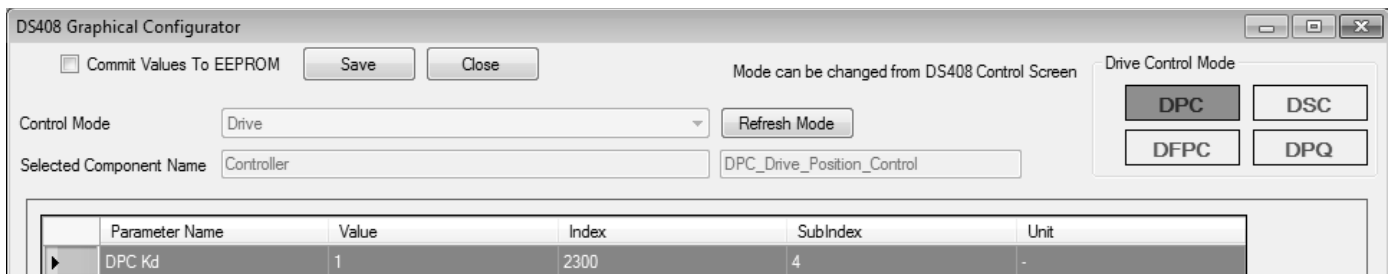 DS408 Graphical Configurator
Commit Values To EEPROM Save Close
Mode can be changed from DS408 Control Screen
Drive Control Mode
DPC DSC
DFPC DPQ
Control Mode Drive Refresh Mode
Selected Component Name Controller DPC_Drive_Position_Control
Parameter Name Value Index SubIndex Unit
DPC Kd 1 2300 4 -